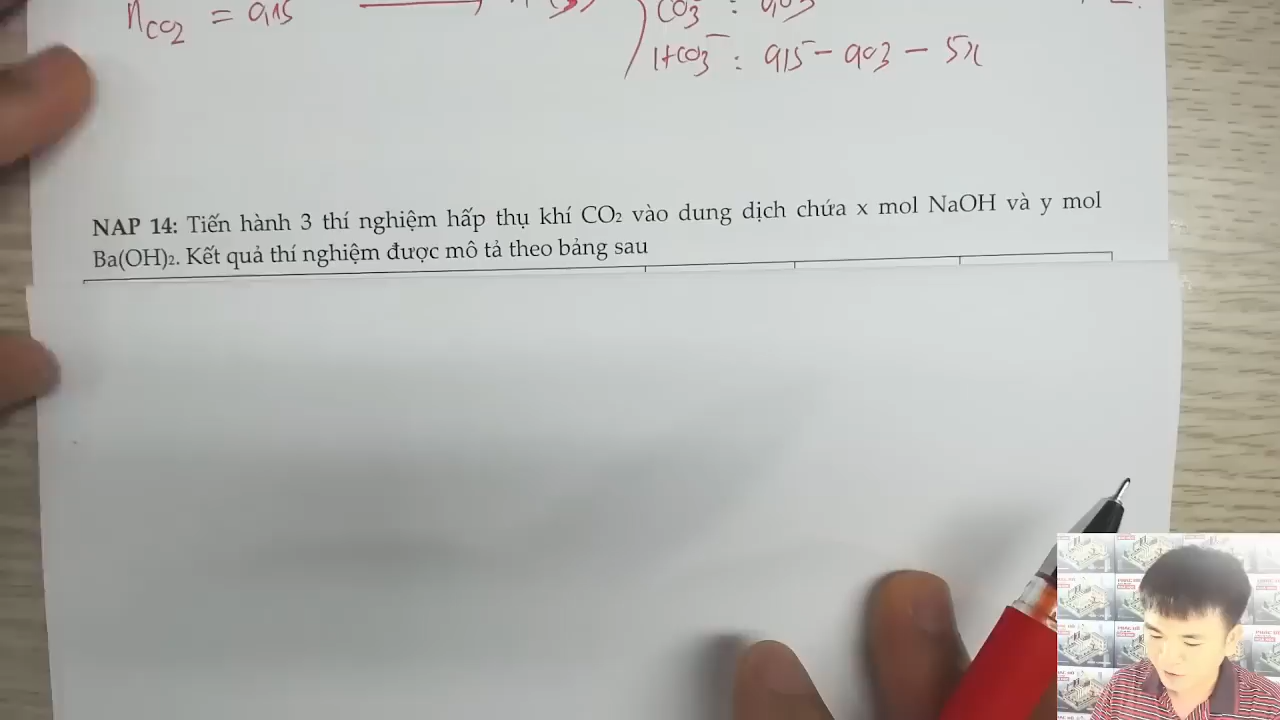 nCO2 = 0,15
CO3 : 0,03
HCO3⁻ : 0,15 − 0,03 − 5x
NAP 14: Tiến hành 3 thí nghiệm hấp thụ khí CO₂ vào dung dịch chứa x mol NaOH và y mol
Ba(OH)₂. Kết quả thí nghiệm được mô tả theo bảng sau